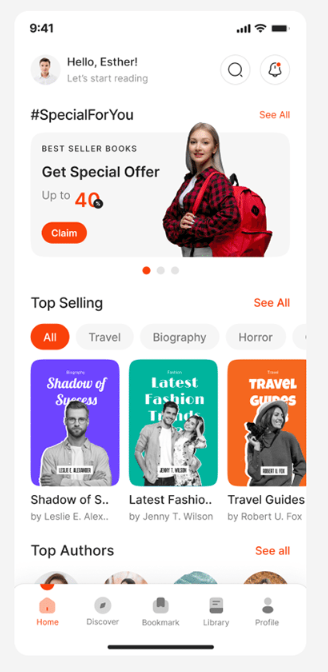 9:41
Hello, Esther!
Let's start reading
#SpecialForYou
See All
BEST SELLER BOOKS
Get Special Offer
Up to 40%
Claim
Top Selling
See All
All
Travel
Biography
Horror
Biography
Shadow of
Success
LESLIE E. ALEXANDER
Fashion
Latest
Fashion
Trends
JENNY T. WILSON
Travel
TRAVEL
GUIDES
ROBERT U. FOX
Shadow of S..
by Leslie E. Alex..
Latest Fashio..
by Jenny T. Wilson
Travel Guides
by Robert U. Fox
Top Authors
See all
Home
Discover
Bookmark
Library
Profile